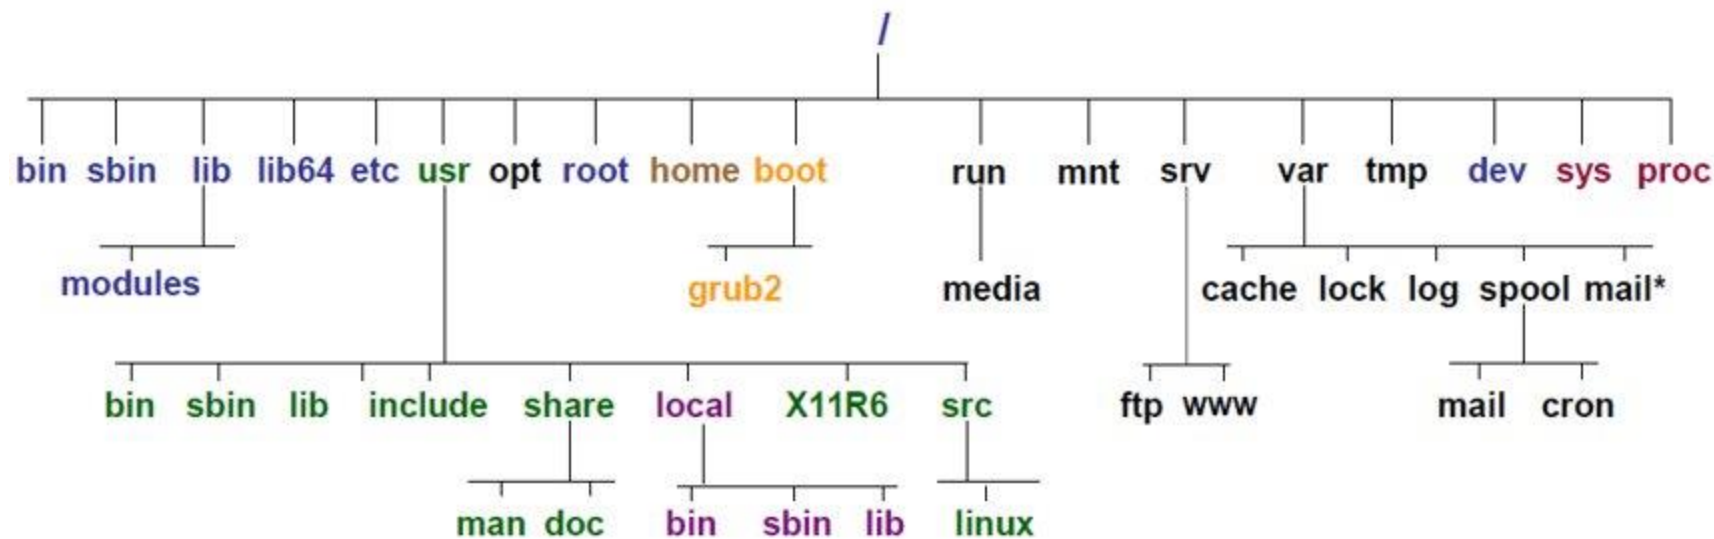 /
bin sbin lib lib64 etc usr opt root home boot run mnt srv var tmp dev sys proc
modules grub2 media cache lock log spool mail*
bin sbin lib include share local X11R6 src ftp www mail cron
man doc bin sbin lib linux